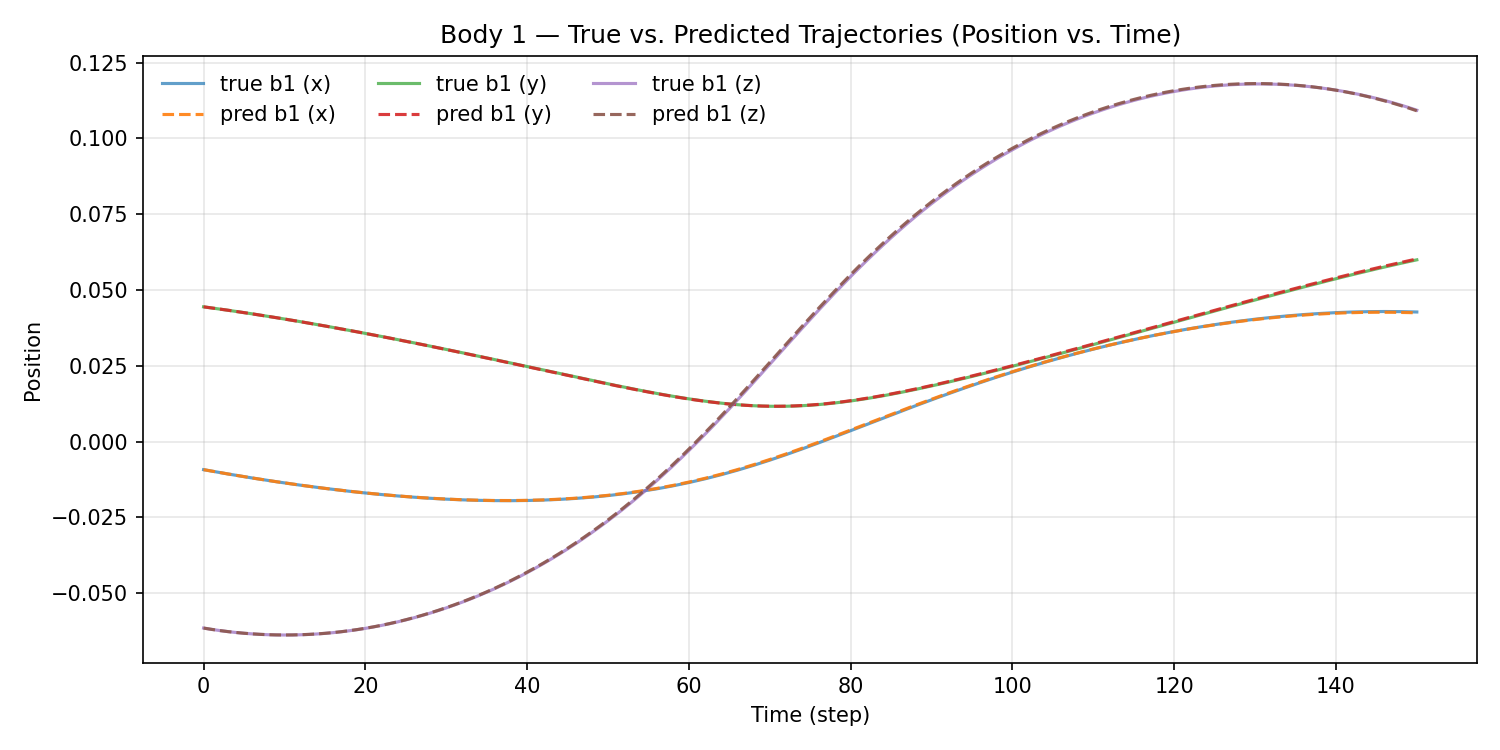 Body 1 — True vs. Predicted Trajectories (Position vs. Time)
true b1 (x)
pred b1 (x)
true b1 (y)
pred b1 (y)
true b1 (z)
pred b1 (z)
Position
0.125
0.100
0.075
0.050
0.025
0.000
−0.025
−0.050
0 20 40 60 80 100 120 140
Time (step)